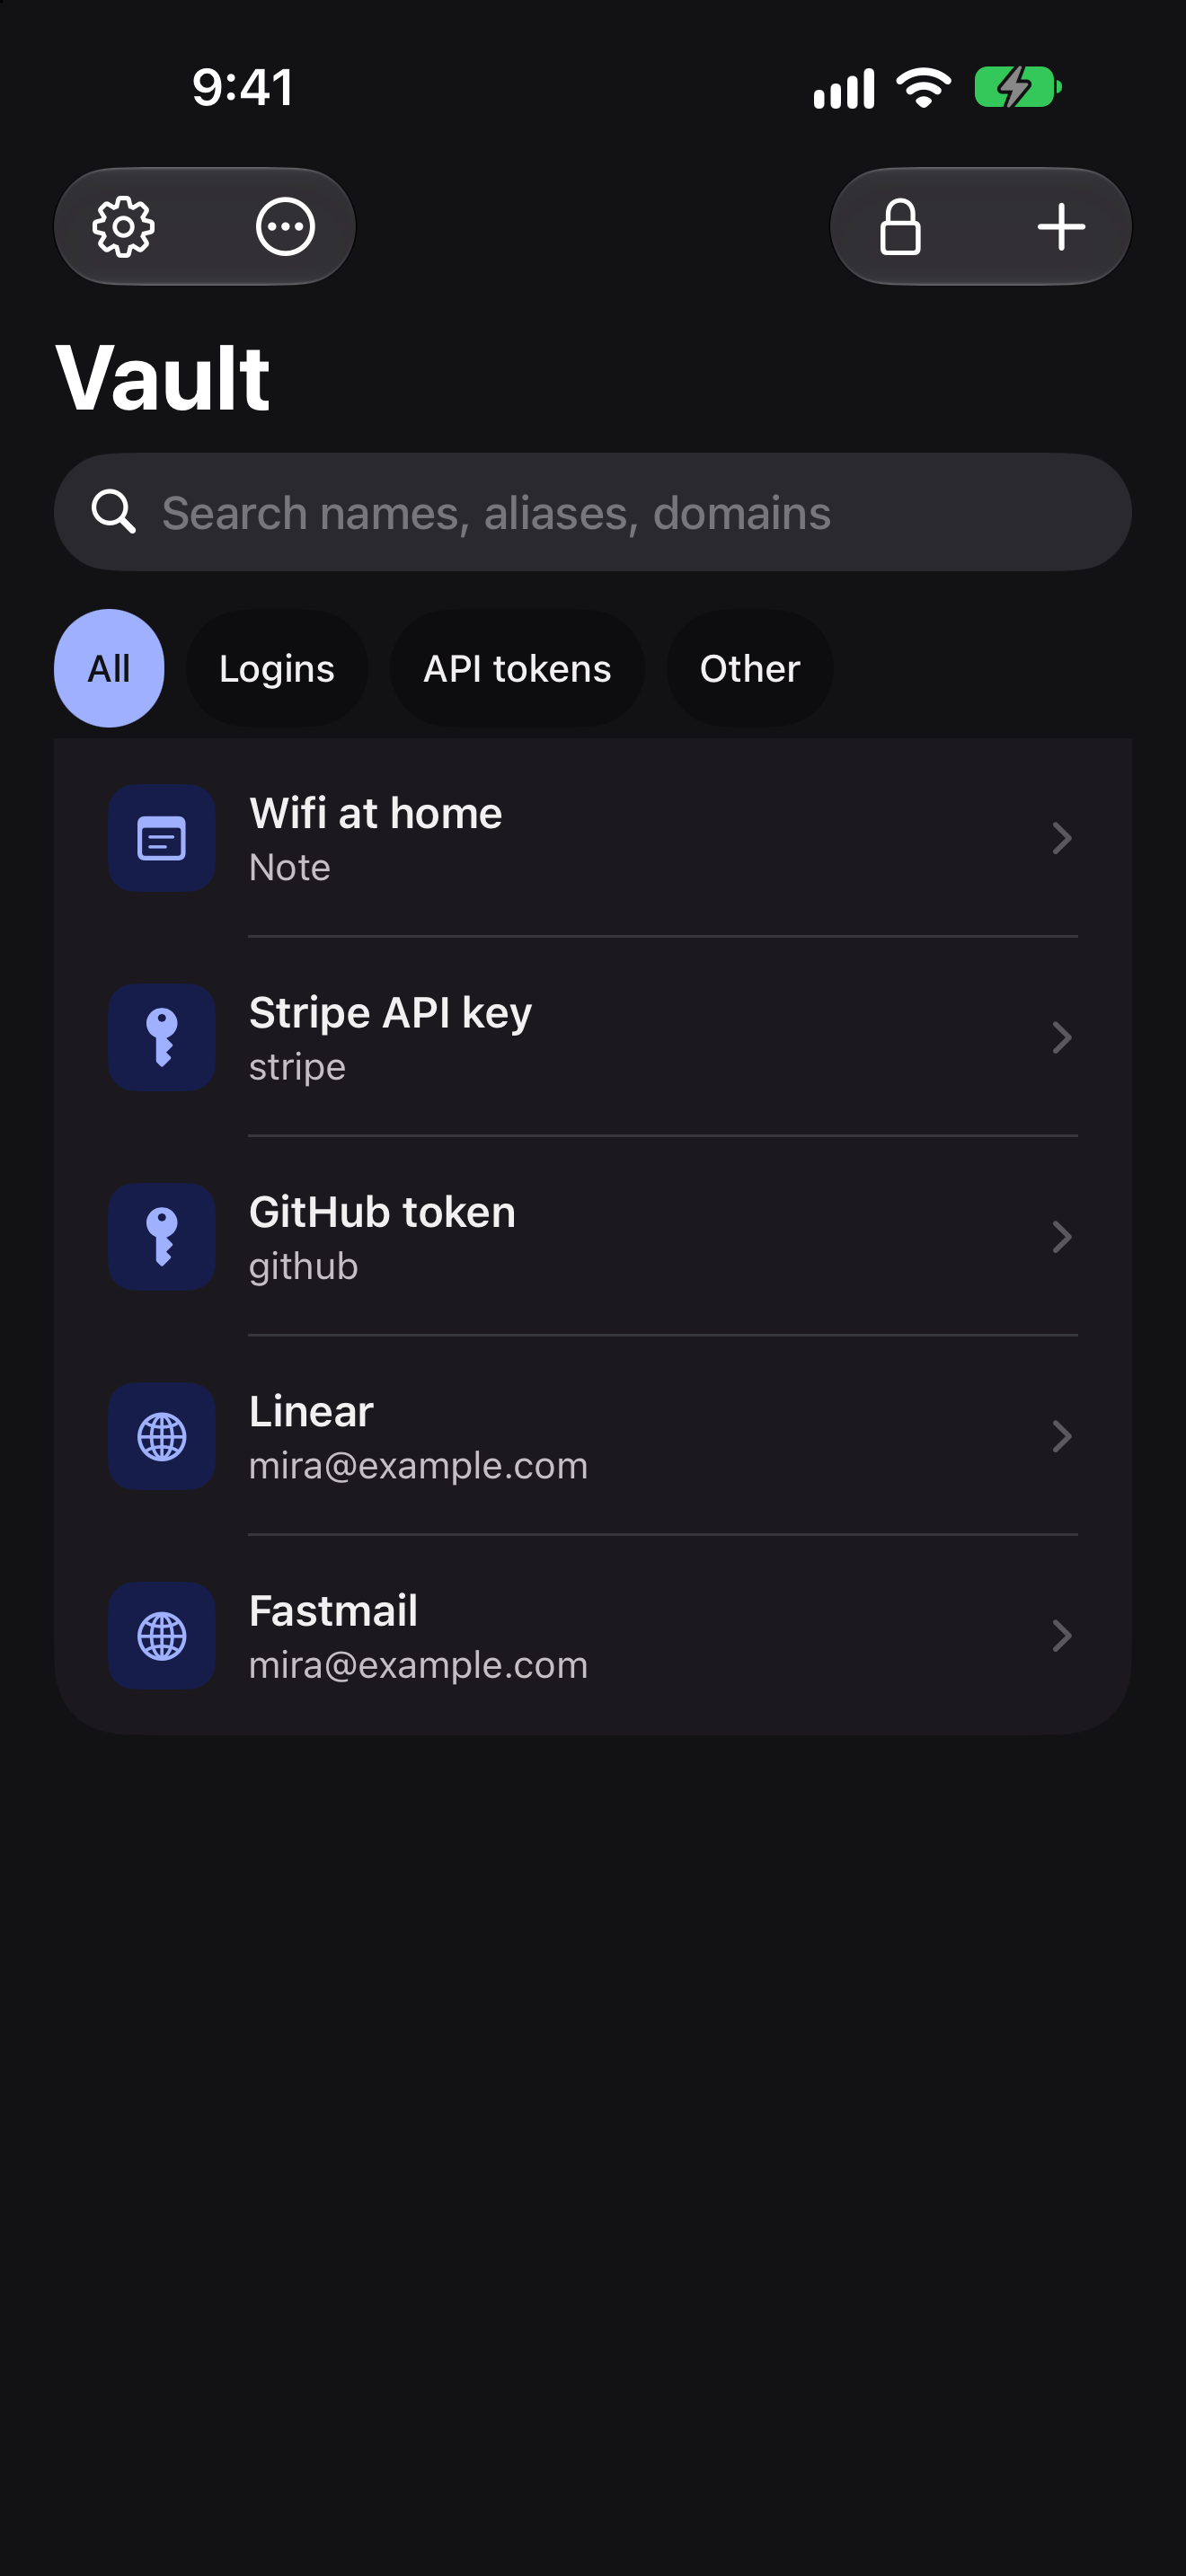 9:41
Vault
Search names, aliases, domains
All Logins API tokens Other
Wifi at home
Note
Stripe API key
stripe
GitHub token
github
Linear
mira@example.com
Fastmail
mira@example.com